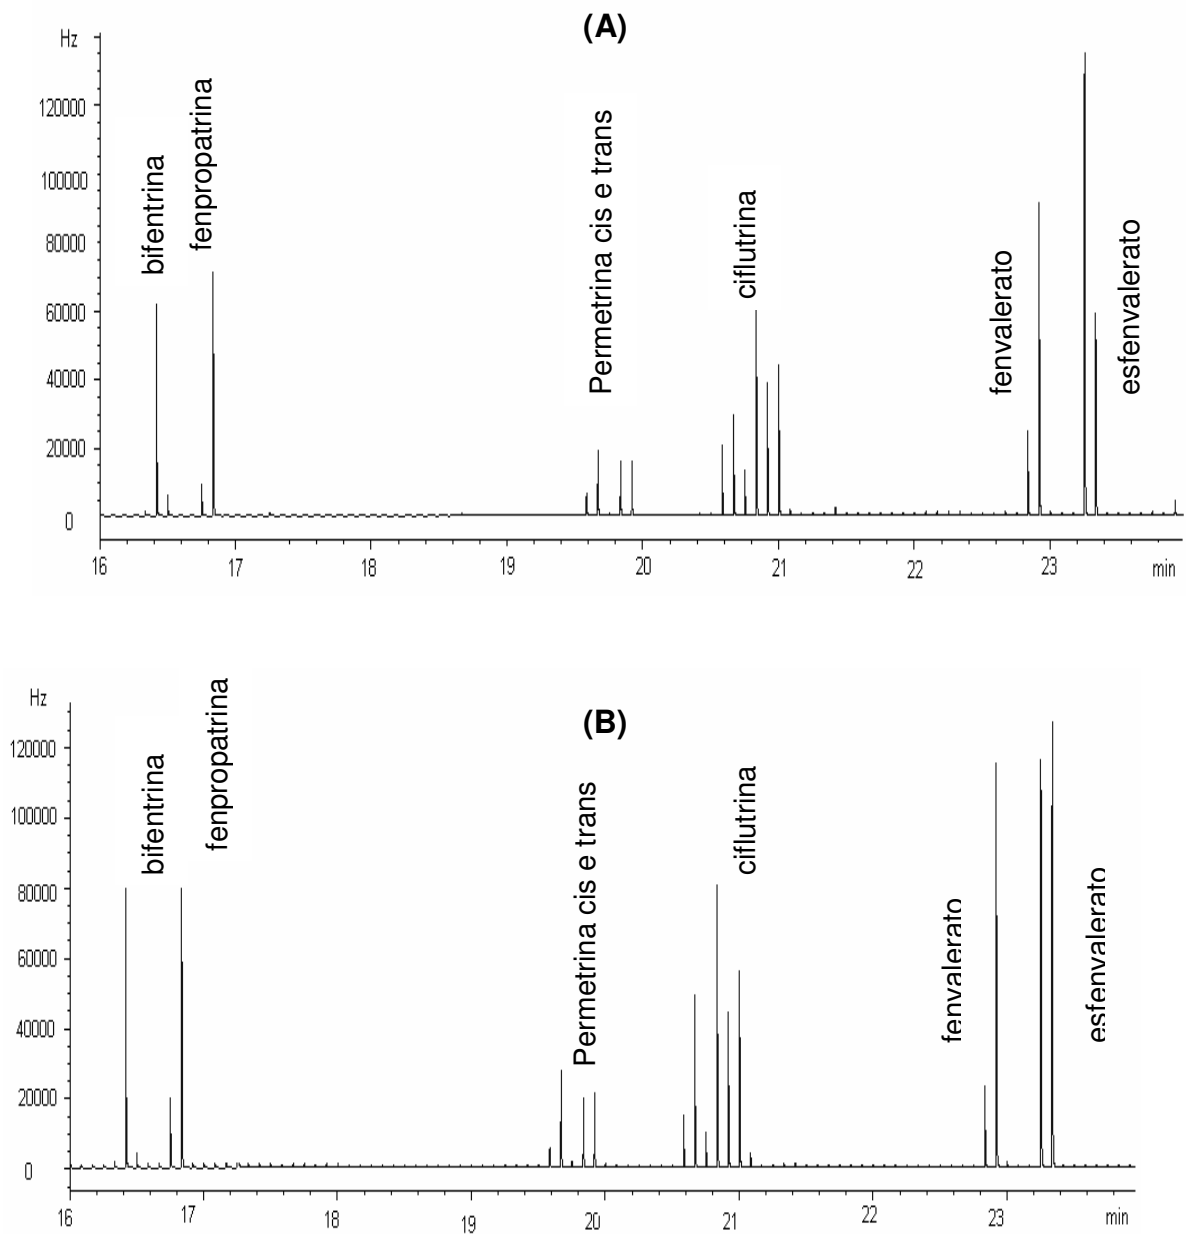 (A)
Hz
120000
100000
80000
60000
40000
20000
0
bifentrina
fenpropatrina
Permetrina cis e trans
ciflutrina
fenvalerato
esfenvalerato
16 17 18 19 20 21 22 23 min
(B)
Hz
120000
100000
80000
60000
40000
20000
0
bifentrina
fenpropatrina
Permetrina cis e trans
ciflutrina
fenvalerato
esfenvalerato
16 17 18 19 20 21 22 23 min